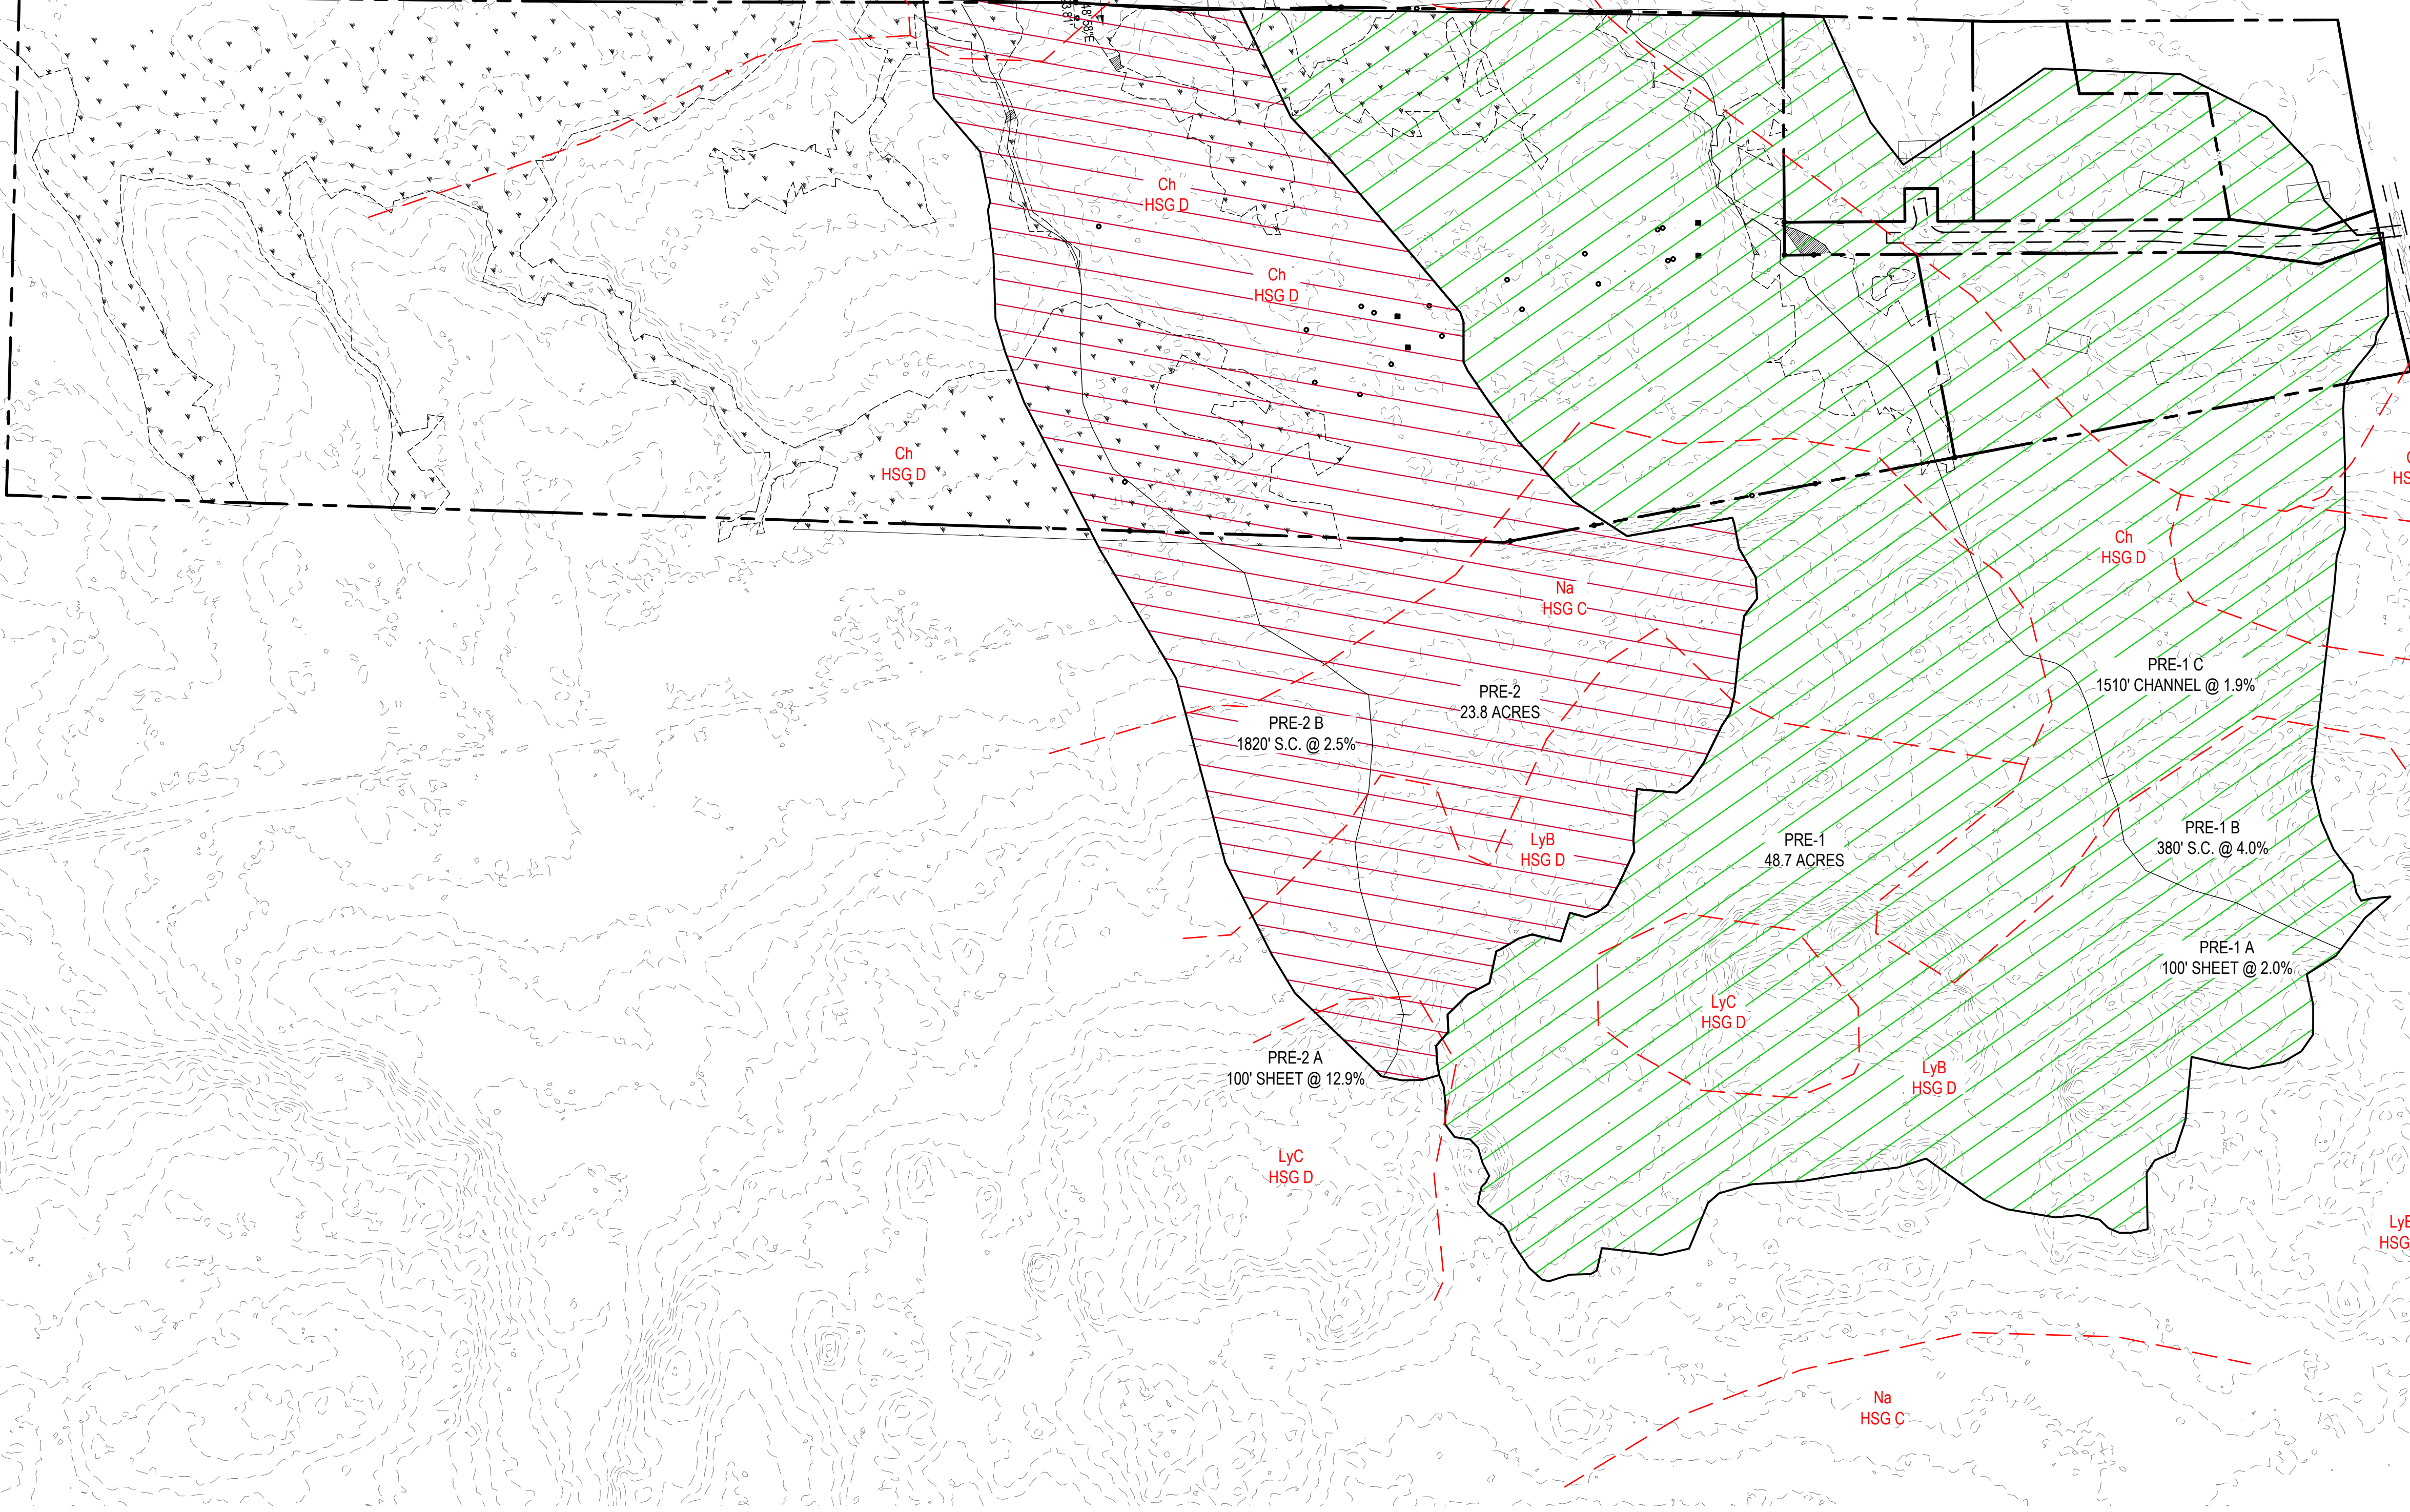 Ch
HSG D
Ch
HSG D
Ch
HSG D
Ch
HSG D
Na
HSG C
PRE-1 C
1510' CHANNEL @ 1.9%
PRE-2
23.8 ACRES
PRE-2 B
1820' S.C. @ 2.5%
PRE-1 B
380' S.C. @ 4.0%
PRE-1
48.7 ACRES
LyB
HSG D
PRE-1 A
100' SHEET @ 2.0%
LyC
HSG D
PRE-2 A
100' SHEET @ 12.9%
LyB
HSG D
LyC
HSG D
HSG
Na
HSG C